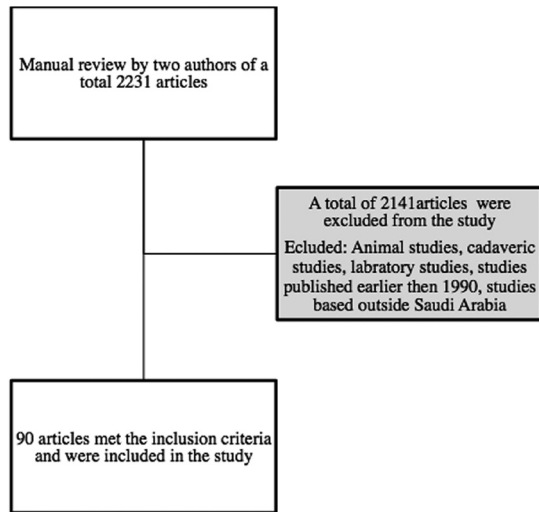 Manual review by two authors of a
total 2231 articles
A total of 2141articles were
excluded from the study
Ecluded: Animal studies, cadaveric
studies, labratory studies, studies
published earlier then 1990, studies
based outside Saudi Arabia
90 articles met the inclusion criteria
and were included in the study